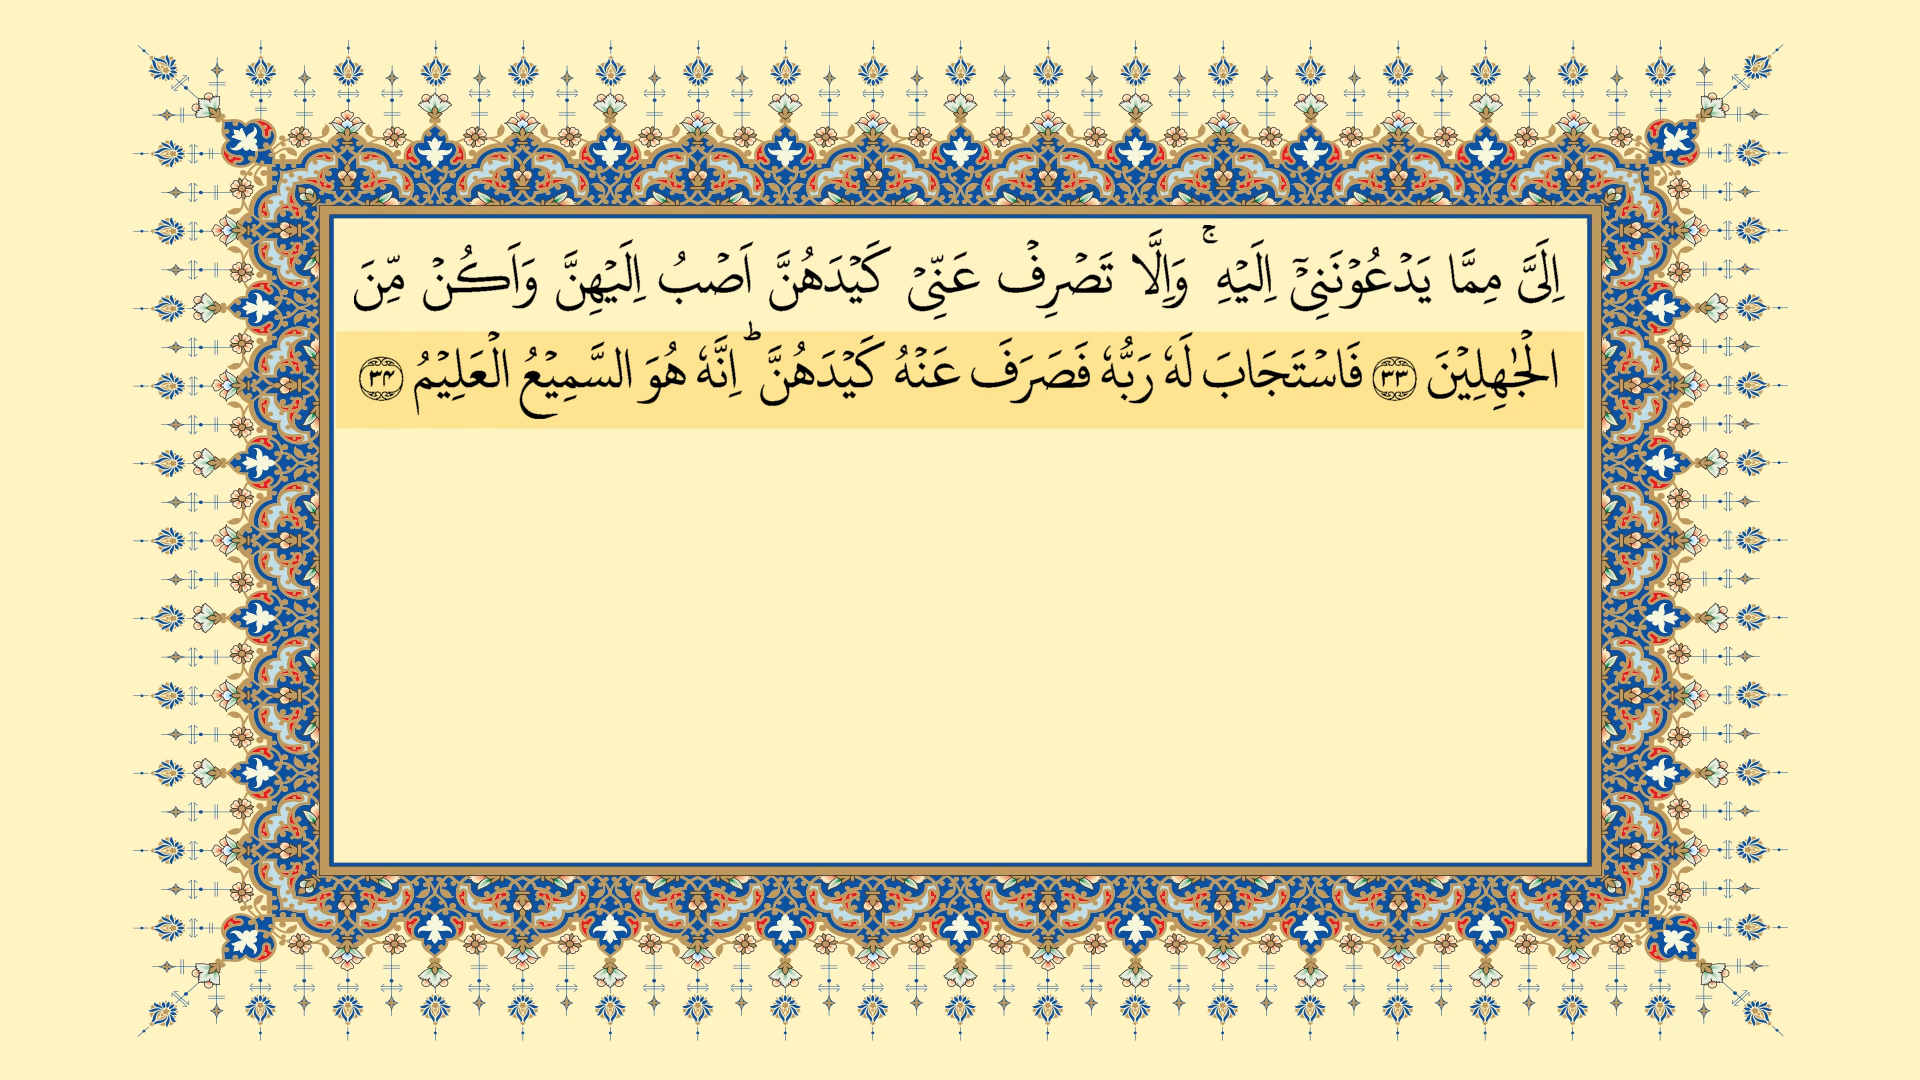 اِلَیَّ مِمَّا یَدْعُوْنَنِیْۤ اِلَیْهِ ۚ وَاِلَّا تَصْرِفْ عَنِّیْ كَیْدَهُنَّ اَصْبُ اِلَیْهِنَّ وَاَكُنْ مِّنَ
الْجٰهِلِیْنَ ۝۳۳ فَاسْتَجَابَ لَهٗ رَبُّهٗ فَصَرَفَ عَنْهُ كَیْدَهُنَّ ؕ اِنَّهٗ هُوَ السَّمِیْعُ الْعَلِیْمُ ۝۳۴